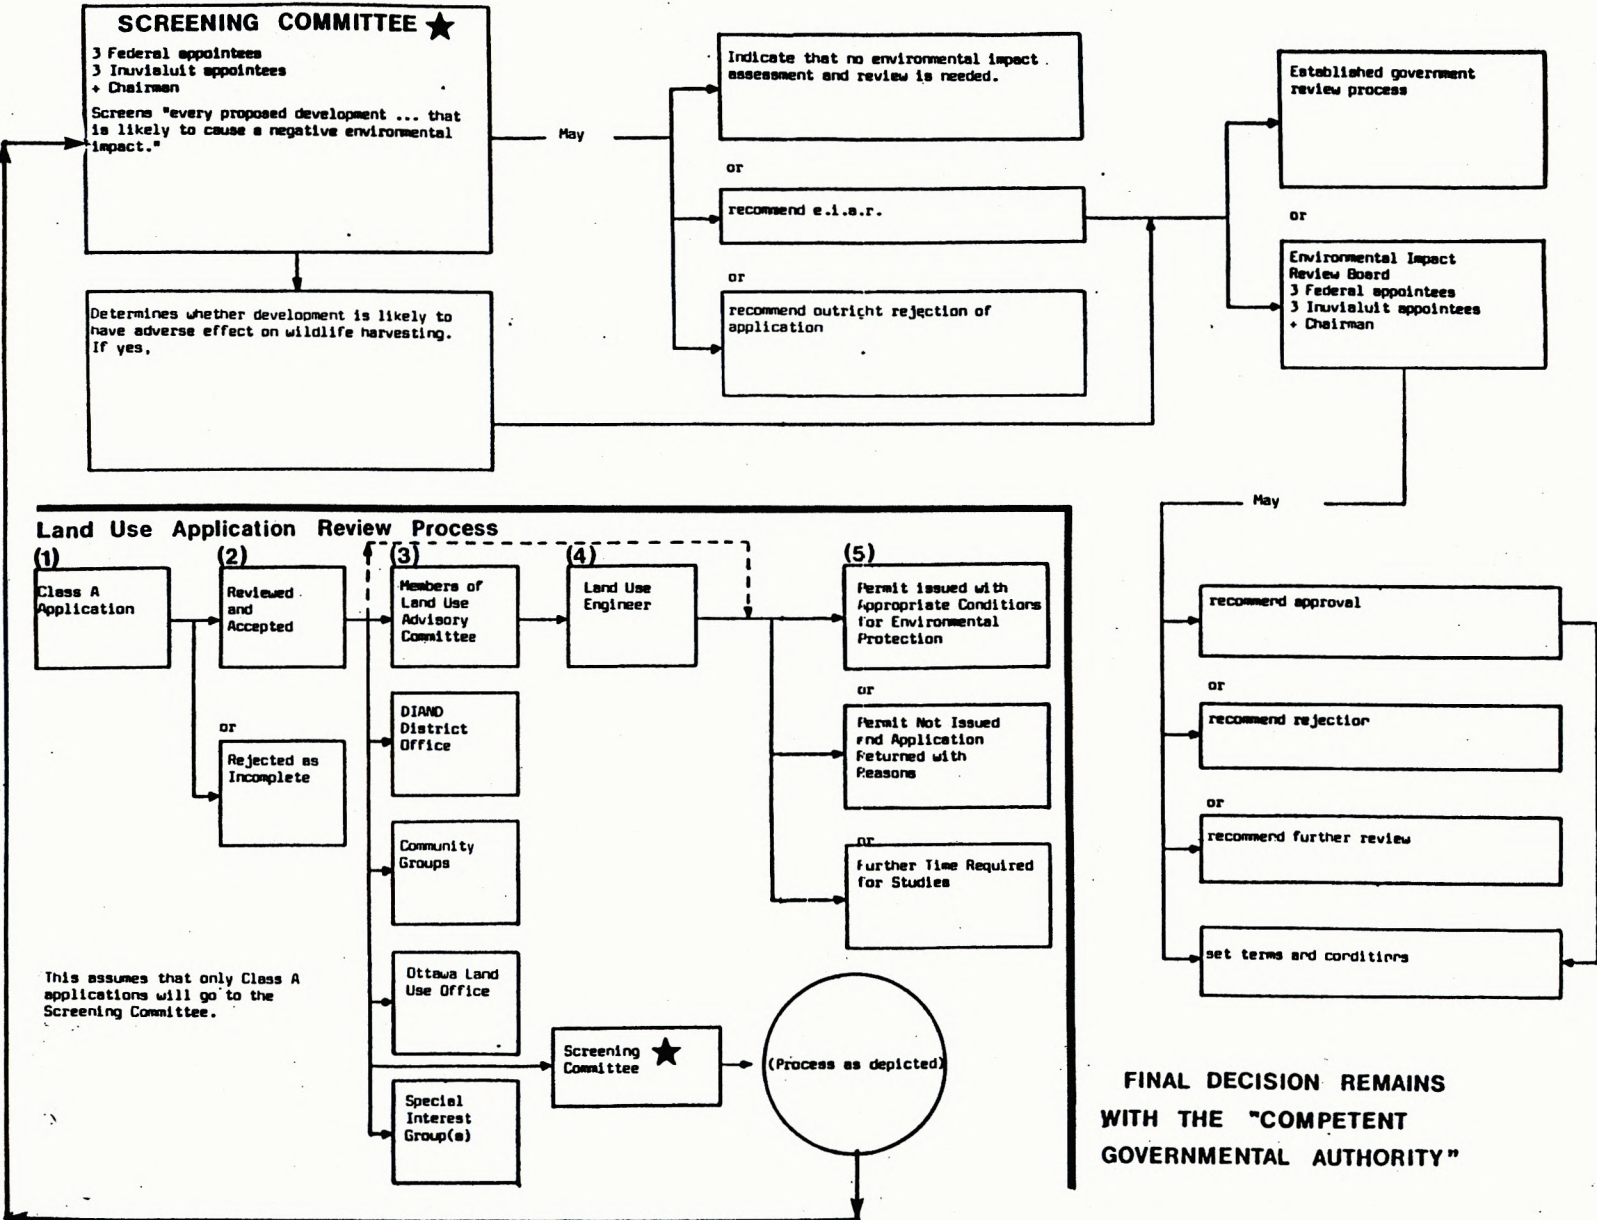 SCREENING COMMITTEE ★
3 Federal appointees
3 Inuvialuit appointees
+ Chairman
Screens "every proposed development ... that
is likely to cause a negative environmental
impact."
May
Indicate that no environmental impact
assessment and review is needed.
or
recommend e.i.a.r.
or
recommend outright rejection of
application
Established government
review process
or
Environmental Impact
Review Board
3 Federal appointees
3 Inuvialuit appointees
+ Chairman
Determines whether development is likely to
have adverse effect on wildlife harvesting.
If yes,
May
recommend approval
or
recommend rejection
or
recommend further review
set terms and conditions
Land Use Application Review Process
(1)
Class A
Application
(2)
Reviewed
and
Accepted
or
Rejected as
Incomplete
(3)
Members of
Land Use
Advisory
Committee
DIAND
District
Office
Community
Groups
Ottawa Land
Use Office
Special
Interest
Group(s)
(4)
Land Use
Engineer
(5)
Permit issued with
Appropriate Conditions
for Environmental
Protection
or
Permit Not Issued
and Application
Returned with
Reasons
or
Further Time Required
for Studies
Screening ★
Committee
(Process as depicted)
This assumes that only Class A
applications will go to the
Screening Committee.
FINAL DECISION REMAINS
WITH THE "COMPETENT
GOVERNMENTAL AUTHORITY"